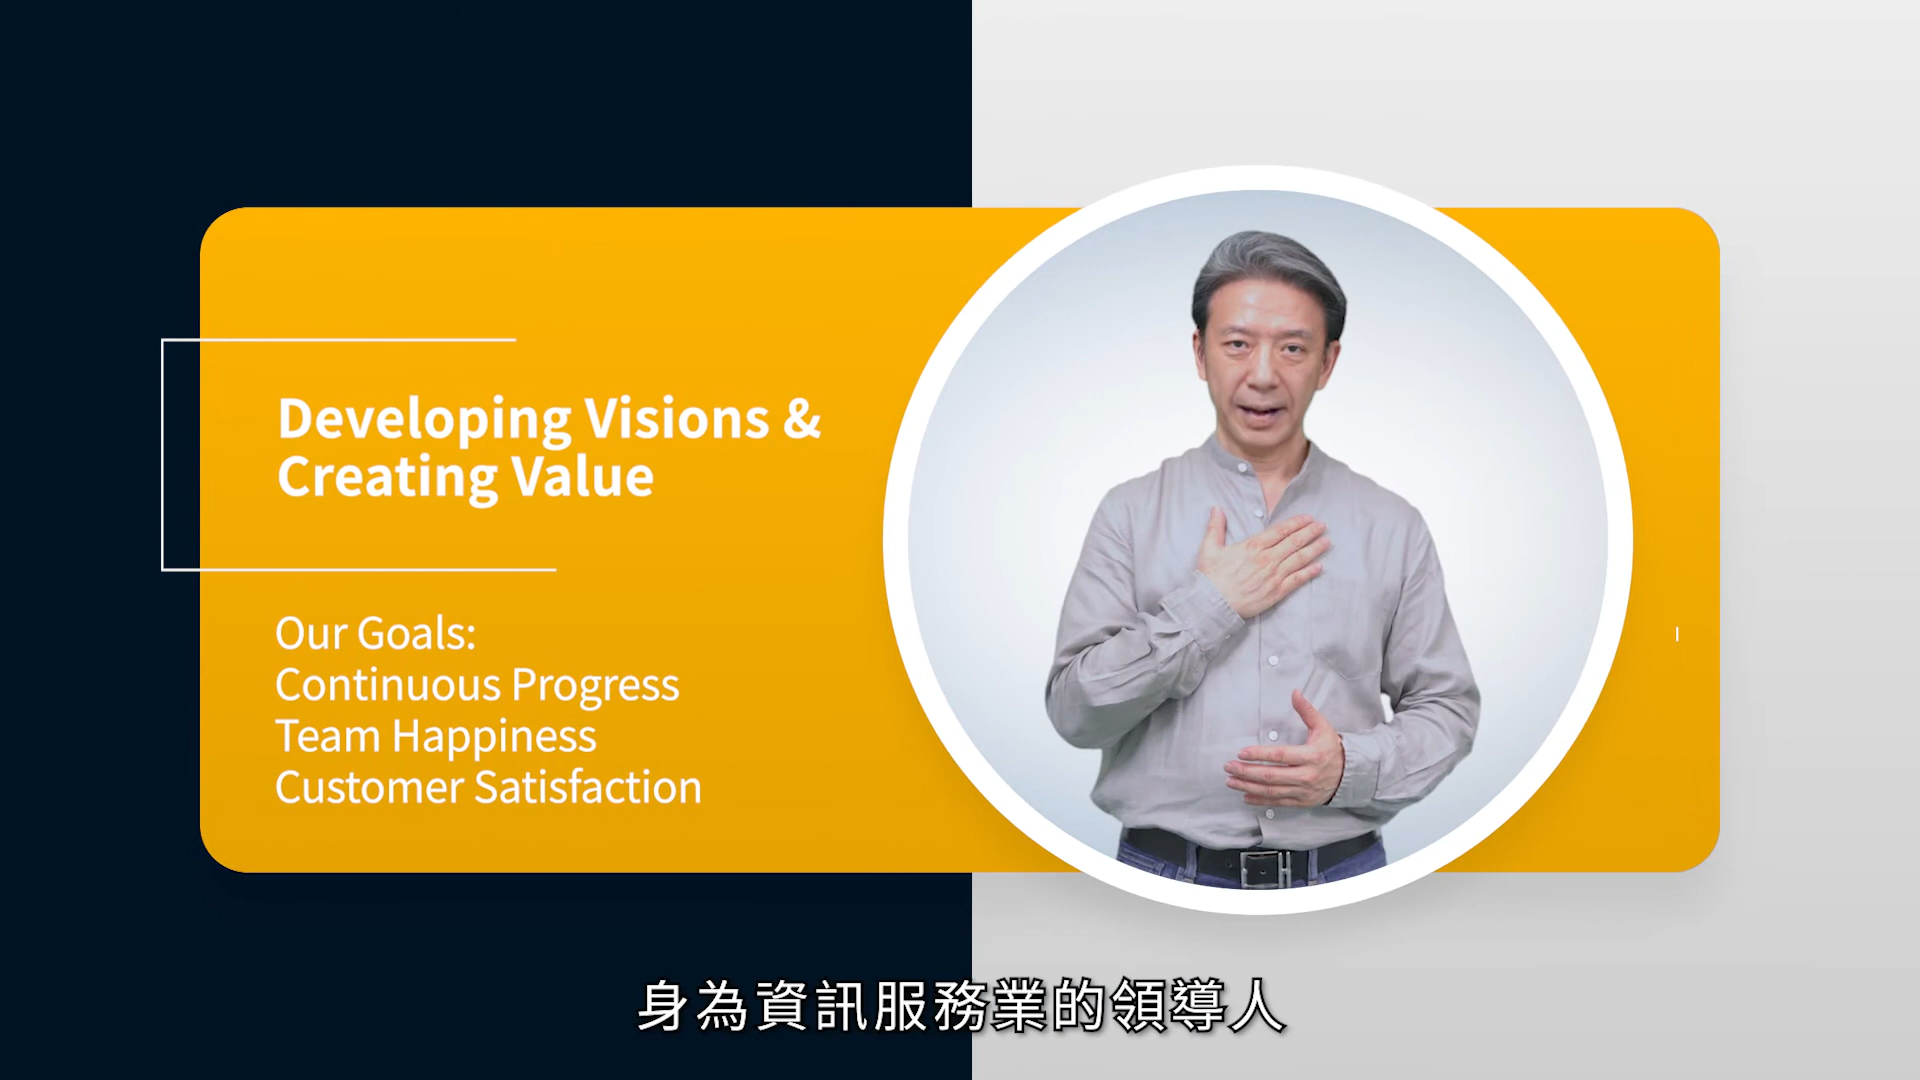 Developing Visions &
Creating Value
Our Goals:
Continuous Progress
Team Happiness
Customer Satisfaction
身為資訊服務業的領導人